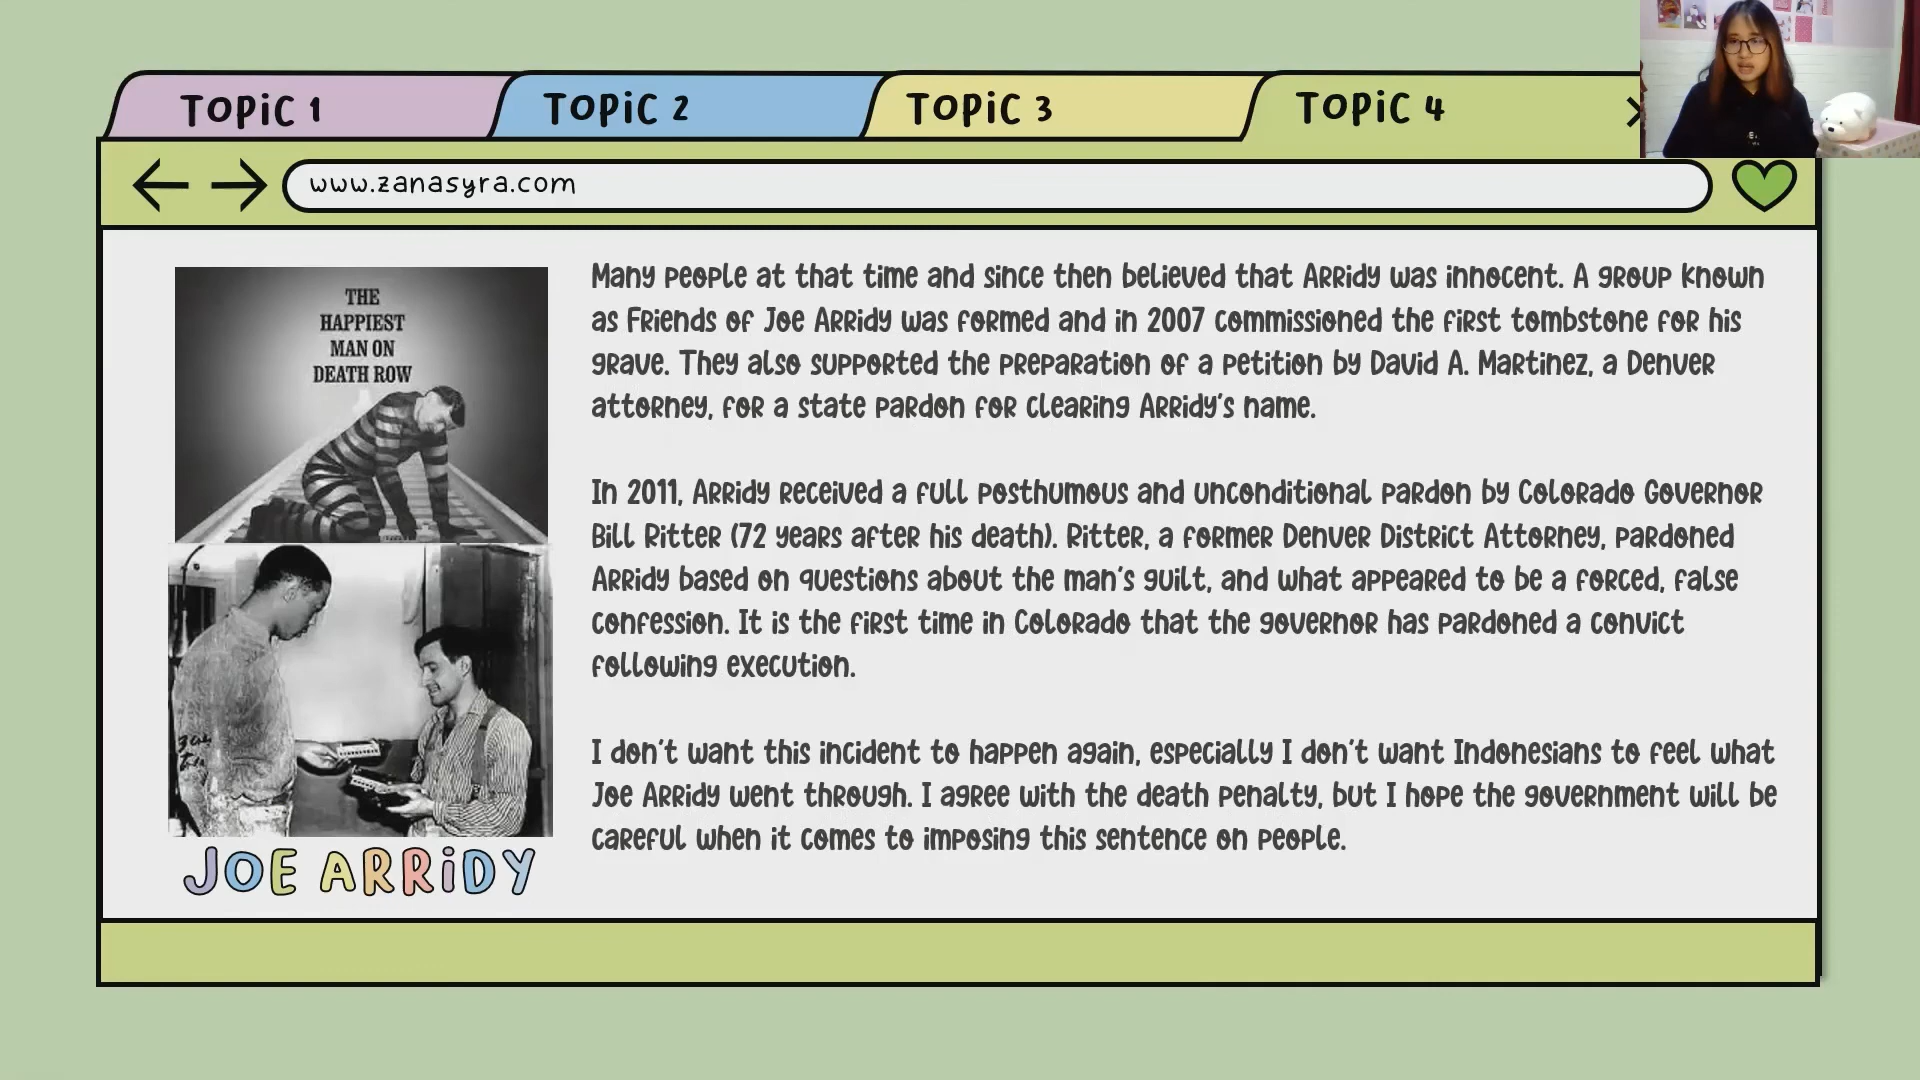 TOPiC 1
TOPiC 2
TOPiC 3
TOPiC 4
www.zanasyra.com
THE
HAPPIEST
MAN ON
DEATH ROW
JOE ARRiDY
Many people at that time and since then believed that Arridy was innocent. A group known
as Friends of Joe Arridy was formed and in 2007 commissioned the first tombstone for his
grave. They also supported the preparation of a petition by David A. Martinez, a Denver
attorney, for a state pardon for clearing Arridy's name.
In 2011, Arridy received a full posthumous and unconditional pardon by Colorado Governor
Bill Ritter (72 years after his death). Ritter, a former Denver District Attorney, pardoned
Arridy based on questions about the man's guilt, and what appeared to be a forced, false
confession. It is the first time in Colorado that the governor has pardoned a convict
following execution.
I don't want this incident to happen again, especially I don't want Indonesians to feel what
Joe Arridy went through. I agree with the death penalty, but I hope the government will be
careful when it comes to imposing this sentence on people.